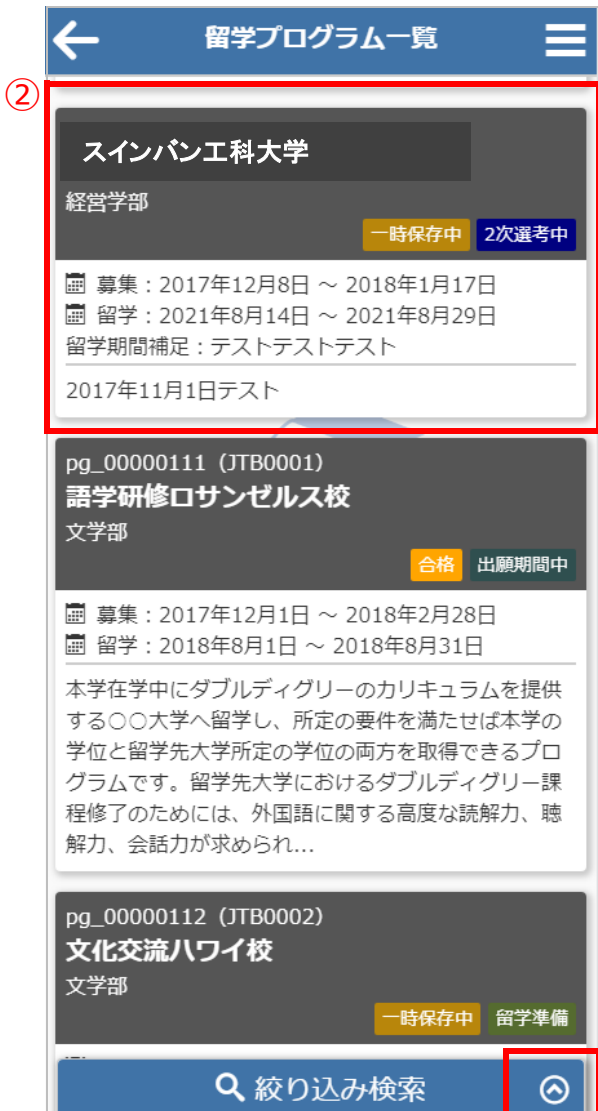 留学プログラム一覧
②
スインバン工科大学
経営学部
一時保存中 2次選考中
募集：2017年12月8日 ～ 2018年1月17日
留学：2021年8月14日 ～ 2021年8月29日
留学期間補足：テストテストテスト
2017年11月1日テスト
pg_00000111（JTB0001）
語学研修ロサンゼルス校
文学部
合格 出願期間中
募集：2017年12月1日 ～ 2018年2月28日
留学：2018年8月1日 ～ 2018年8月31日
本学在学中にダブルディグリーのカリキュラムを提供
する○○大学へ留学し、所定の要件を満たせば本学の
学位と留学先大学所定の学位の両方を取得できるプロ
グラムです。留学先大学におけるダブルディグリー課
程修了のためには、外国語に関する高度な読解力、聴
解力、会話力が求められ...
pg_00000112（JTB0002）
文化交流ハワイ校
文学部
一時保存中 留学準備
絞り込み検索